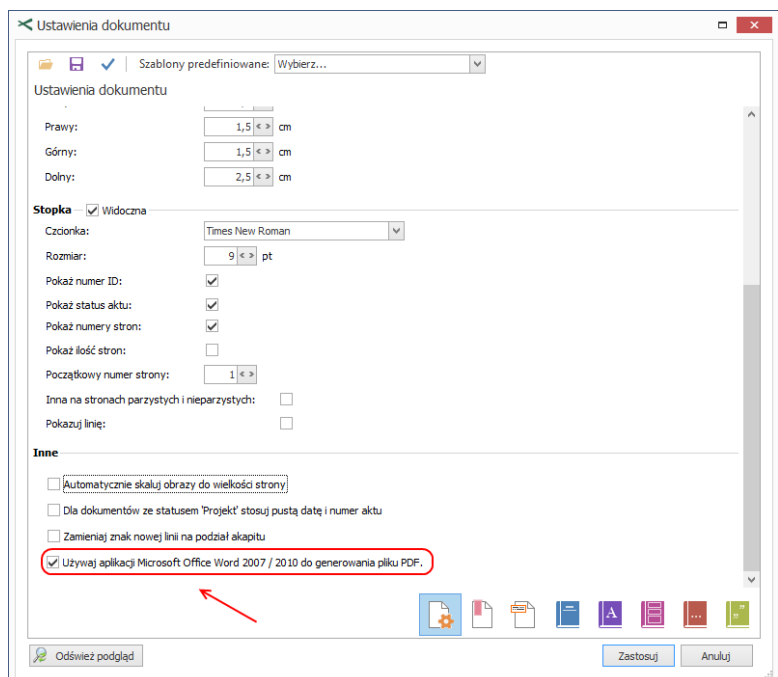 Ustawienia dokumentu
Szablony predefiniowane: Wybierz...
Ustawienia dokumentu
Prawy: 1,5 cm
Górny: 1,5 cm
Dolny: 2,5 cm
Stopka Widoczna
Czcionka: Times New Roman
Rozmiar: 9 pt
Pokaż numer ID:
Pokaż status aktu:
Pokaż numery stron:
Pokaż ilość stron:
Początkowy numer strony: 1
Inna na stronach parzystych i nieparzystych:
Pokazuj linię:
Inne
Automatycznie skaluj obrazy do wielkości strony
Dla dokumentów ze statusem 'Projekt' stosuj pustą datę i numer aktu
Zamieniaj znak nowej linii na podział akapitu
Używaj aplikacji Microsoft Office Word 2007 / 2010 do generowania pliku PDF.
A ... ”
Odśwież podgląd Zastosuj Anuluj